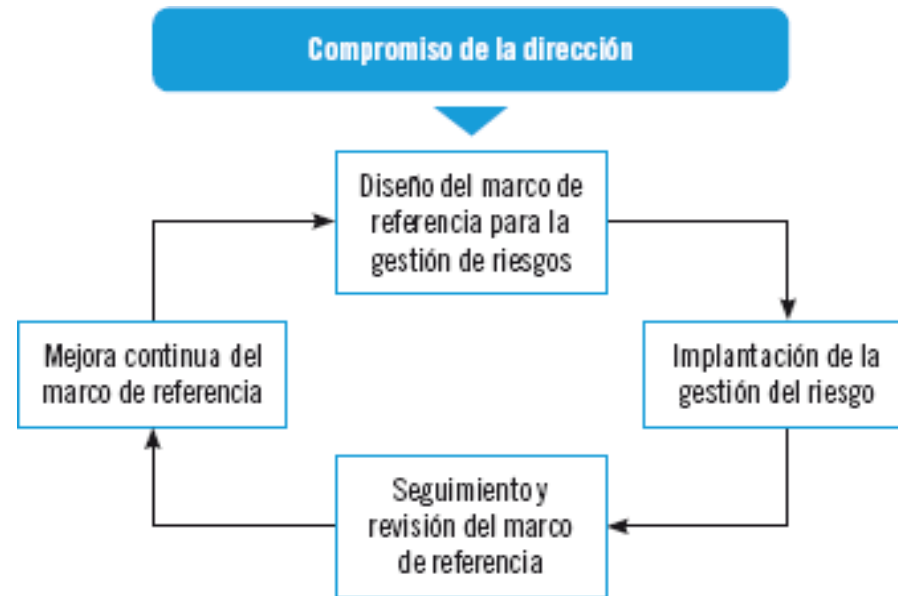 Compromiso de la dirección
Diseño del marco de
referencia para la
gestión de riesgos
Mejora continua del
marco de referencia
Implantación de la
gestión del riesgo
Seguimiento y
revisión del marco
de referencia